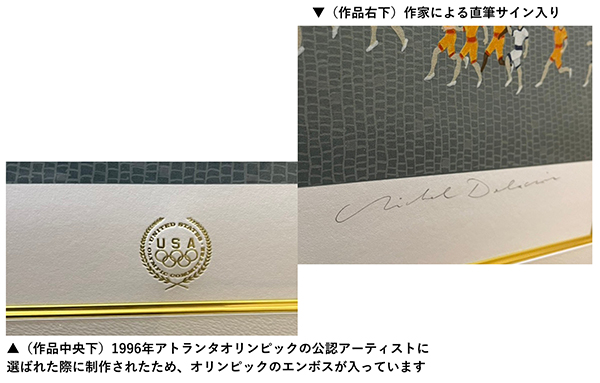 ▼（作品右下）作家による直筆サイン入り
Michel Delacroix
UNITED STATES
USA
OLYMPIC COMMITTEE
▲（作品中央下）1996年アトランタオリンピックの公認アーティストに
選ばれた際に制作されたため、オリンピックのエンボスが入っています